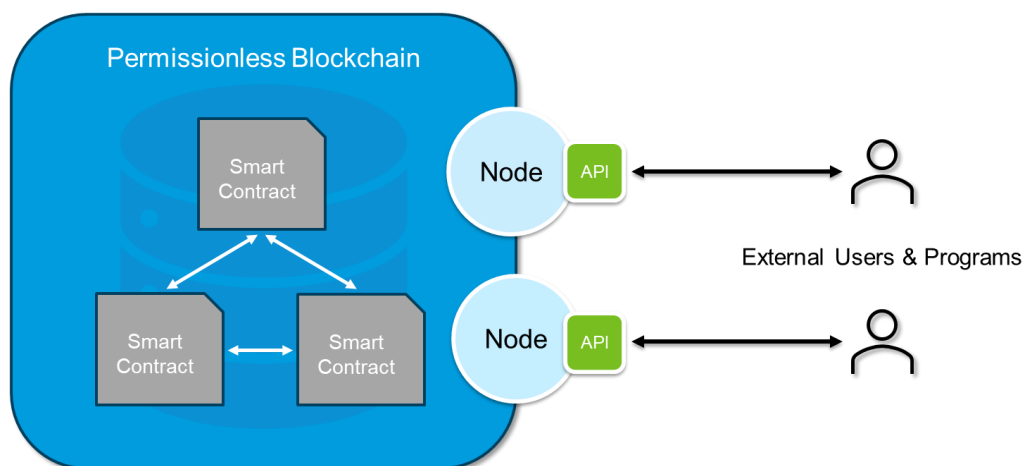 Permissionless Blockchain
Smart
Contract
Node
API
External Users & Programs
Smart
Contract
Smart
Contract
Node
API